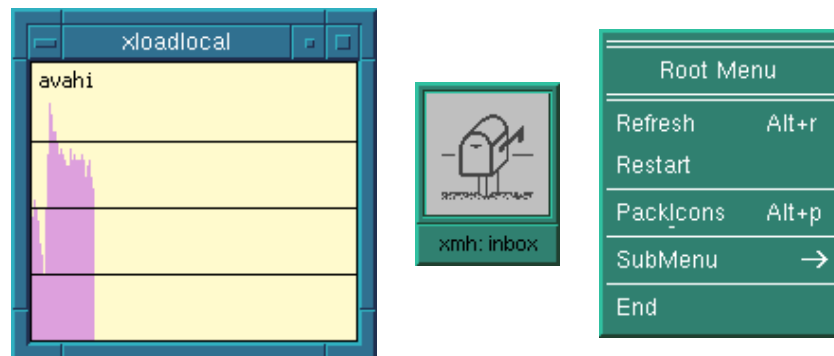 xloadlocal
avahi
xmh: inbox
Root Menu
Refresh Alt+r
Restart
PackIcons Alt+p
SubMenu →
End